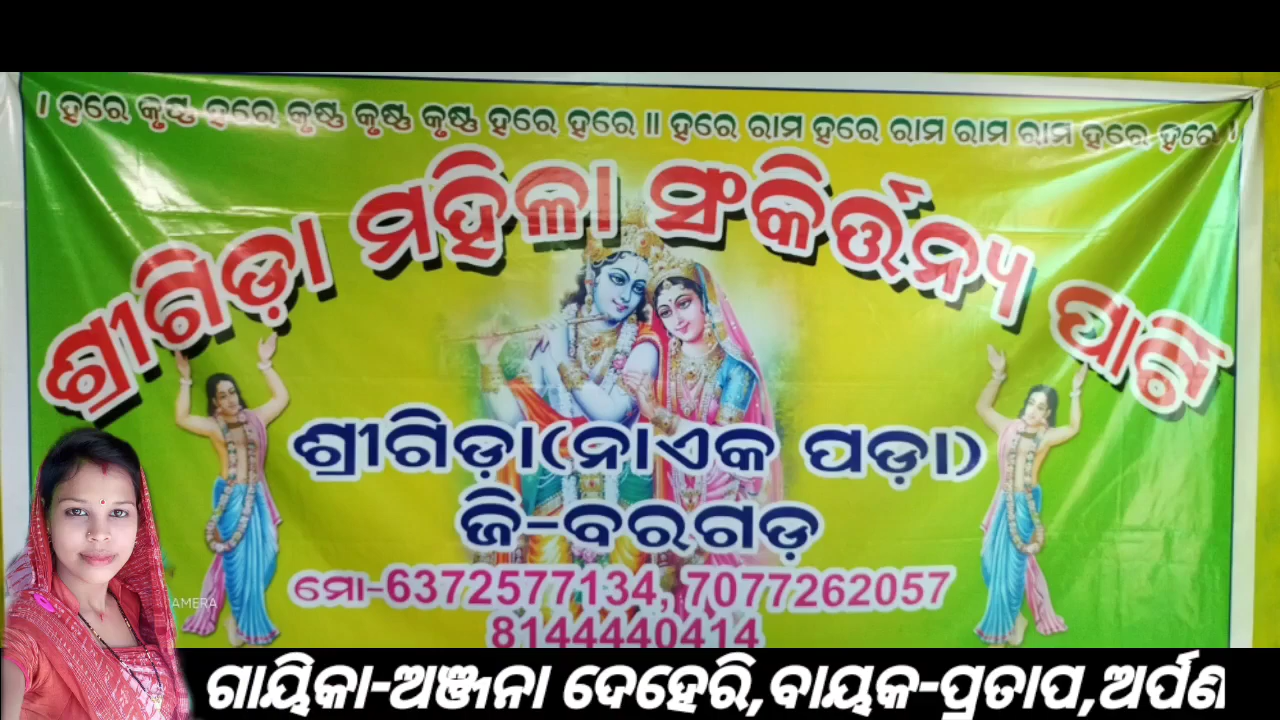 । ହରେ କୃଷ୍ଣ ହରେ କୃଷ୍ଣ କୃଷ୍ଣ କୃଷ୍ଣ ହରେ ହରେ ॥ ହରେ ରାମ ହରେ ରାମ ରାମ ରାମ ହରେ ହରେ ।
ଶ୍ରୀଗିଡ଼ା ମହିଳା ସଂକିର୍ତ୍ତନ୍ୟ ପାର୍ଟି
ଶ୍ରୀଗିଡ଼ା(ନାଏକ ପଡ଼ା)
ଜି-ବରଗଡ଼
ମୋ-6372577134, 7077262057
8144440414
AMERA
ଗାୟିକା-ଅଞ୍ଜନା ଦେହେରି,ବାୟକ-ପ୍ରତାପ,ଅର୍ପଣ